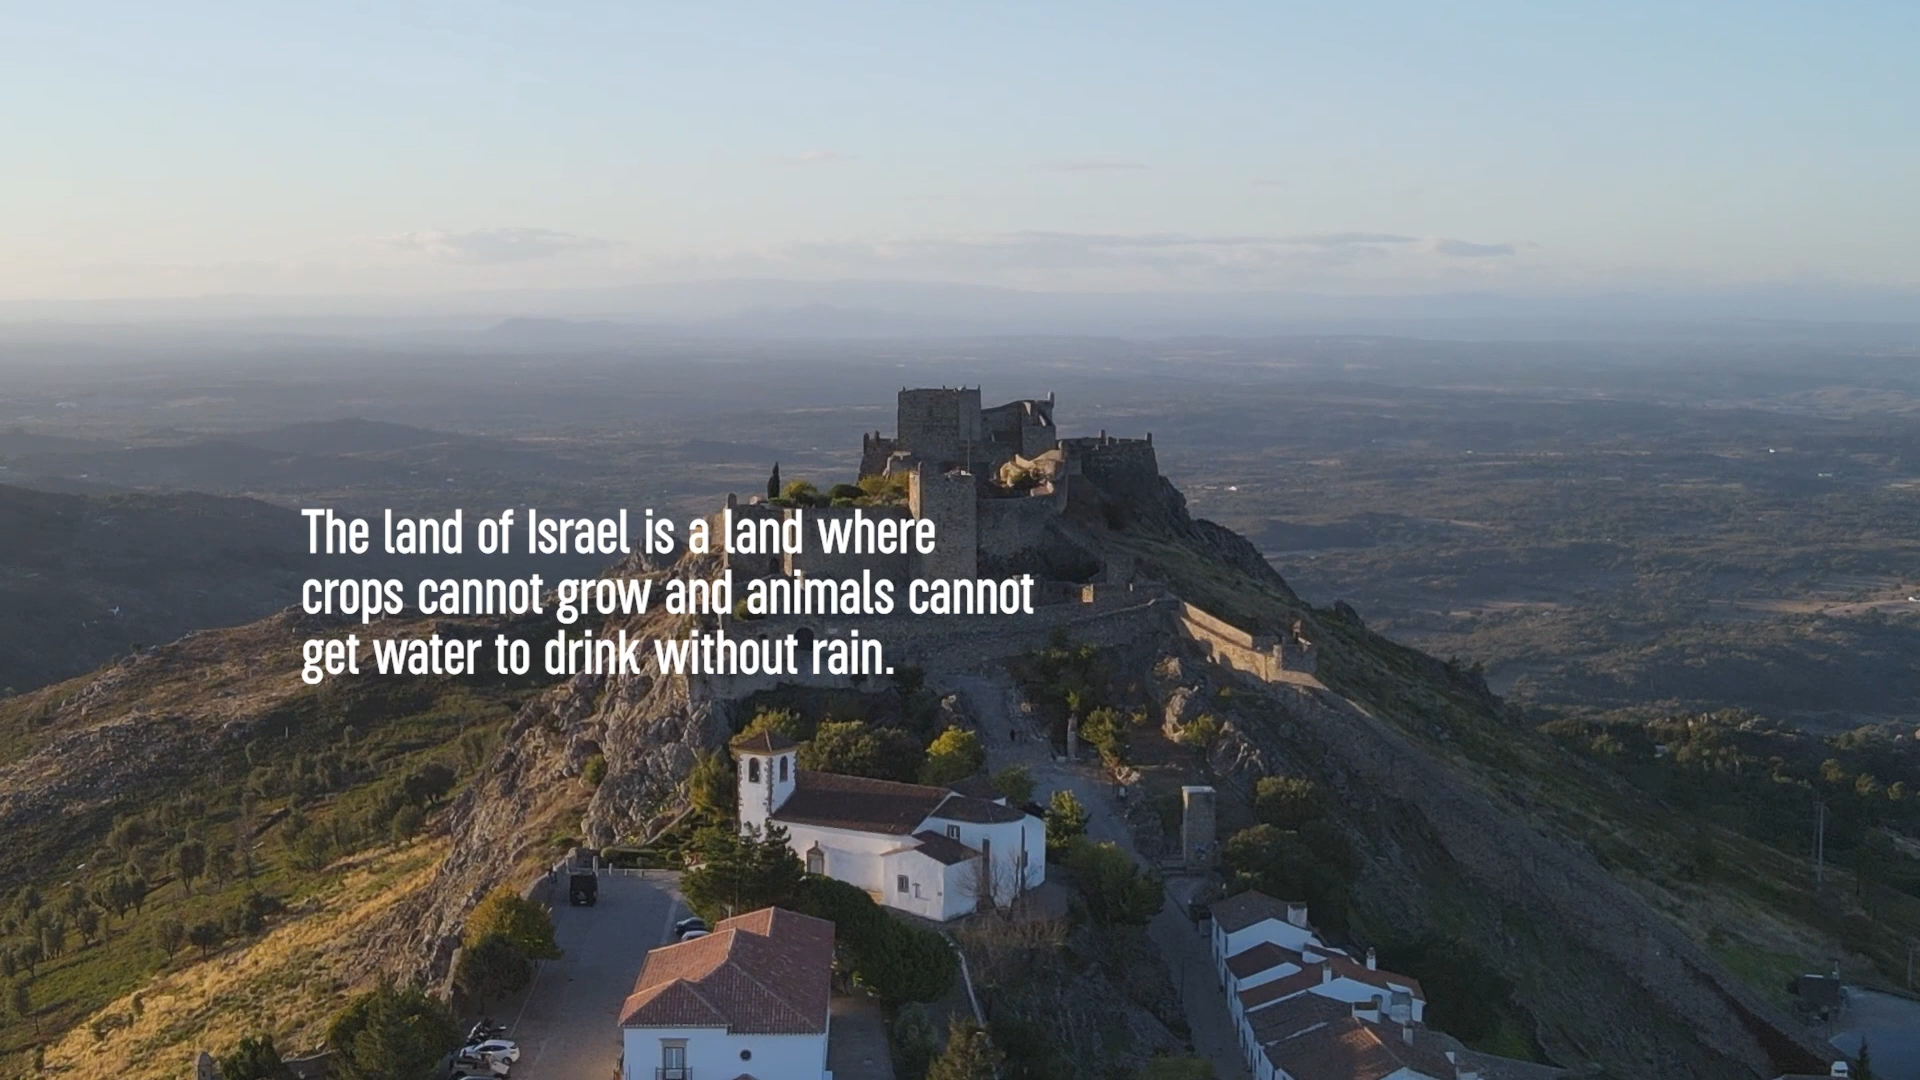 The land of Israel is a land where
crops cannot grow and animals cannot
get water to drink without rain.